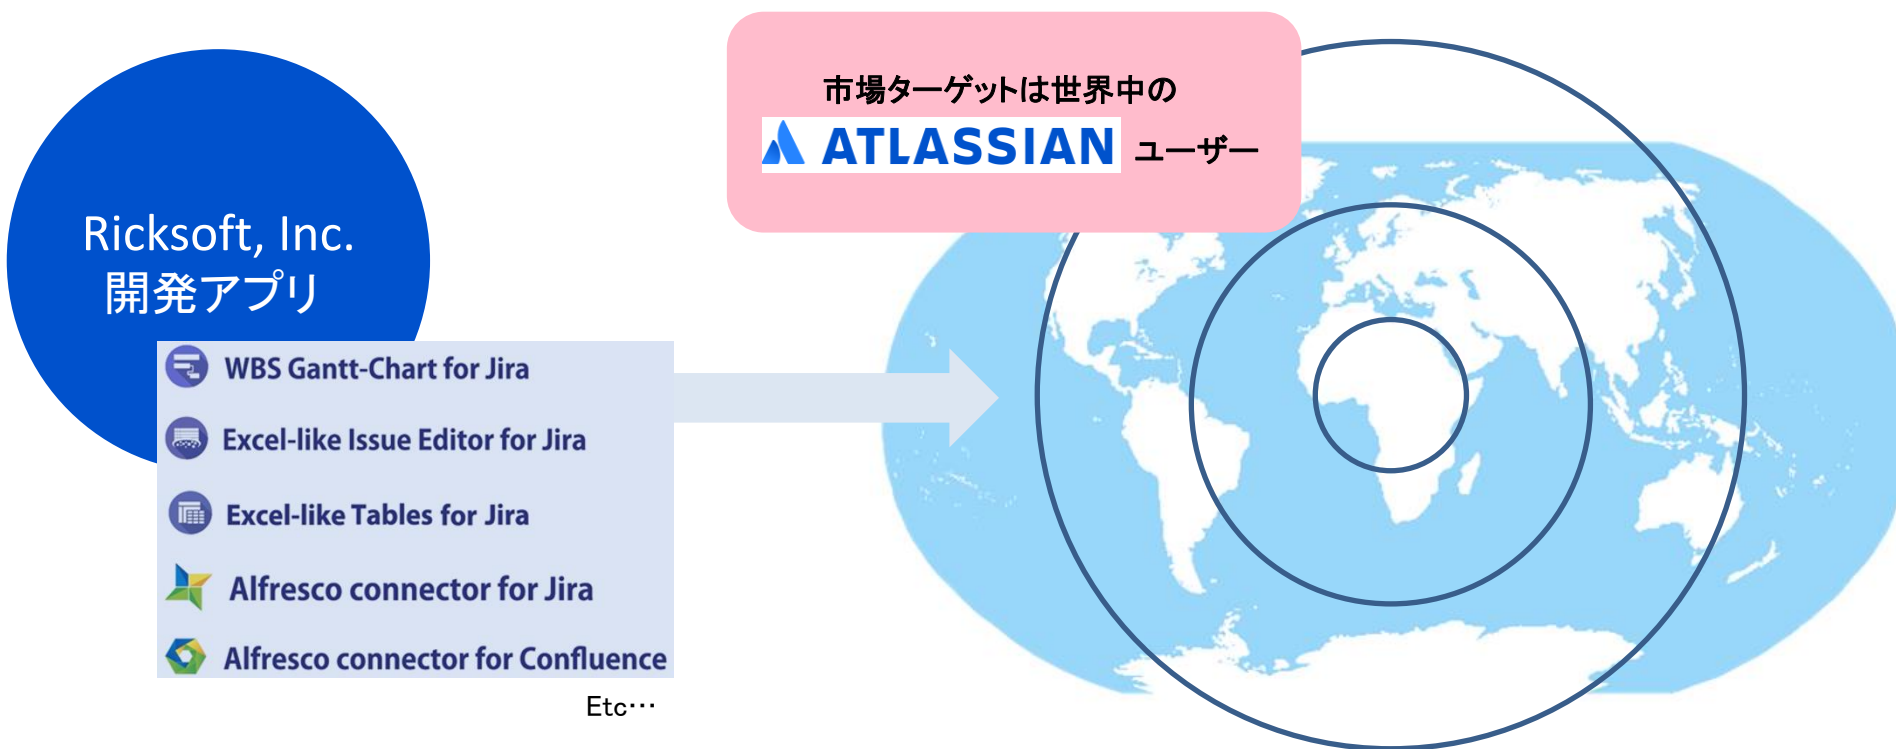 市場ターゲットは世界中の
ATLASSIAN ユーザー
Ricksoft, Inc.
開発アプリ
WBS Gantt-Chart for Jira
Excel-like Issue Editor for Jira
Excel-like Tables for Jira
Alfresco connector for Jira
Alfresco connector for Confluence
Etc…